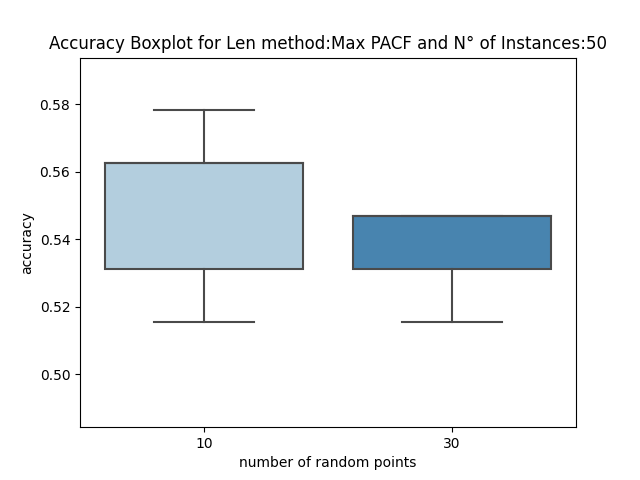 Accuracy Boxplot for Len method:Max PACF and N° of Instances:50
0.58
0.56
0.54
0.52
0.50
accuracy
10 30
number of random points